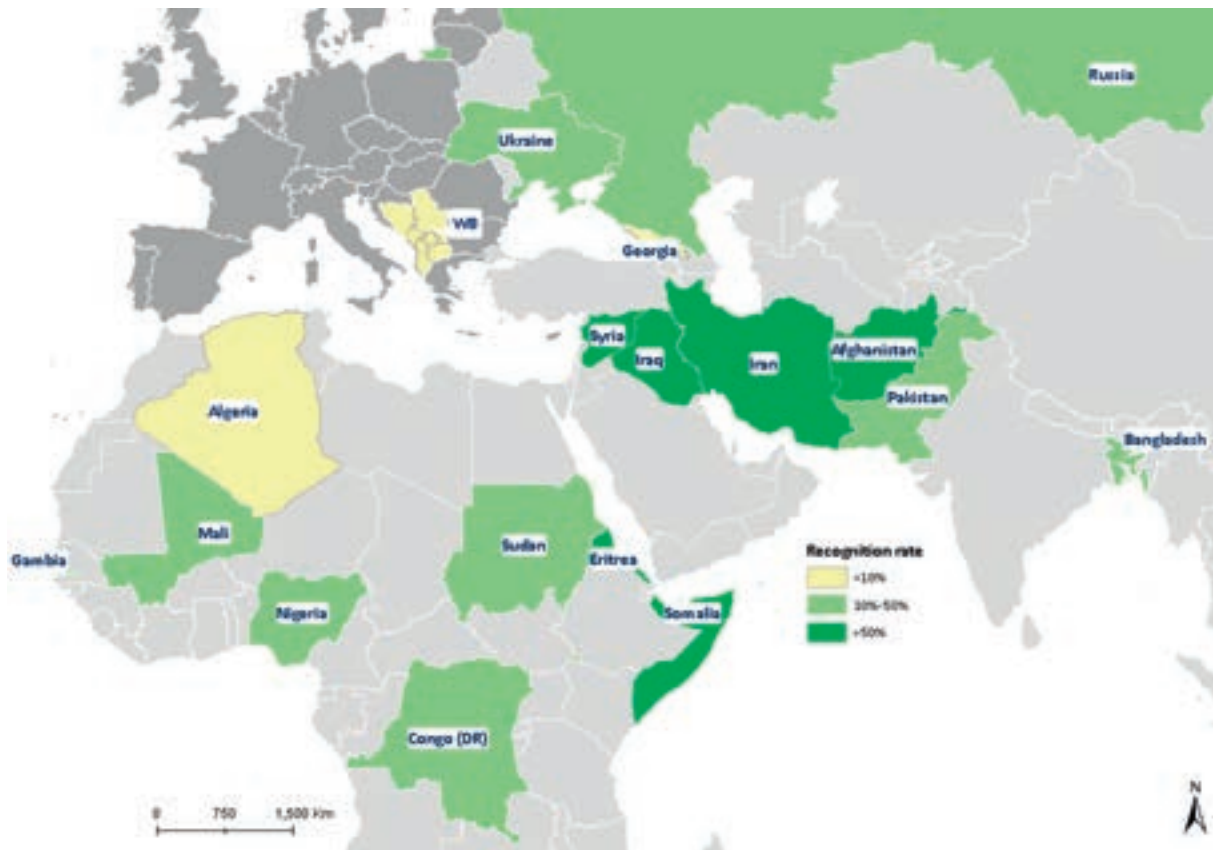 Russia
Ukraine
WB
Georgia
Syria
Iraq
Iran
Afghanistan
Pakistan
Algeria
Bangladesh
Mali
Sudan
Gambia
Eritrea
Nigeria
Somalia
Congo (DR)
Recognition rate
<10%
10%-50%
>50%
0 750 1,500 Km
N